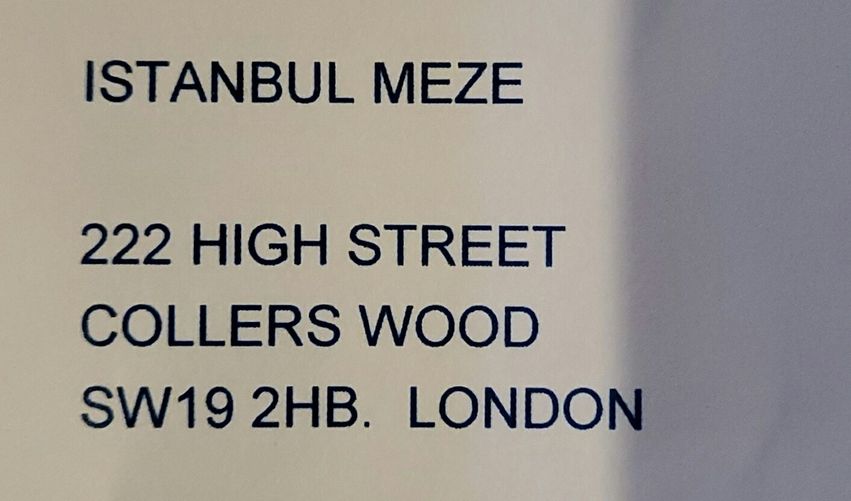 ISTANBUL MEZE
222 HIGH STREET
COLLERS WOOD
SW19 2HB. LONDON